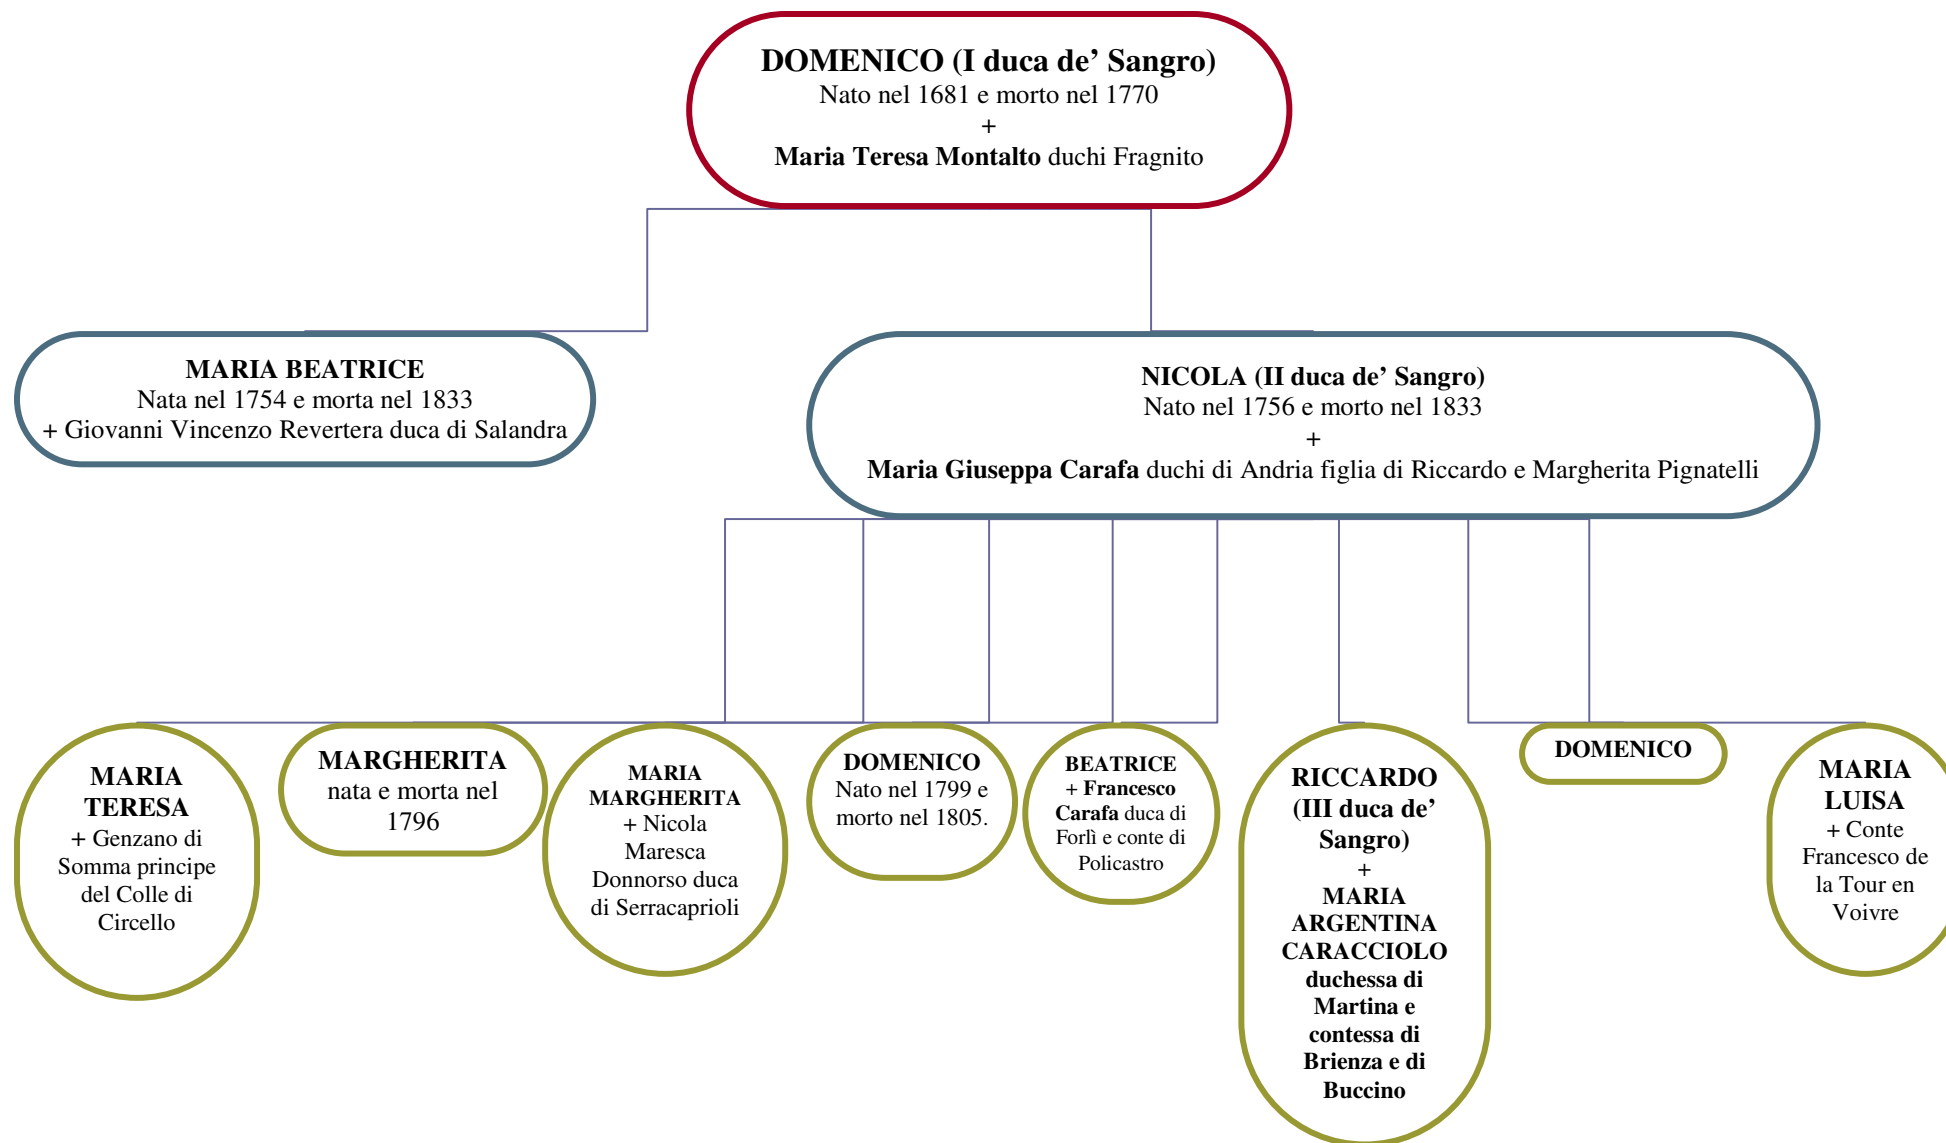 DOMENICO (I duca de’ Sangro)
Nato nel 1681 e morto nel 1770
+
Maria Teresa Montalto duchi Fragnito
MARIA BEATRICE
Nata nel 1754 e morta nel 1833
+ Giovanni Vincenzo Revertera duca di Salandra
NICOLA (II duca de’ Sangro)
Nato nel 1756 e morto nel 1833
+
Maria Giuseppa Carafa duchi di Andria figlia di Riccardo e Margherita Pignatelli
MARIA
TERESA
+ Genzano di
Somma principe
del Colle di
Circello
MARGHERITA
nata e morta nel
1796
MARIA
MARGHERITA
+ Nicola
Maresca
Donnorso duca
di Serracaprioli
DOMENICO
Nato nel 1799 e
morto nel 1805.
BEATRICE
+ Francesco
Carafa duca di
Forlì e conte di
Policastro
RICCARDO
(III duca de’
Sangro)
+
MARIA
ARGENTINA
CARACCIOLO
duchessa di
Martina e
contessa di
Brienza e di
Buccino
DOMENICO
MARIA
LUISA
+ Conte
Francesco de
la Tour en
Voivre